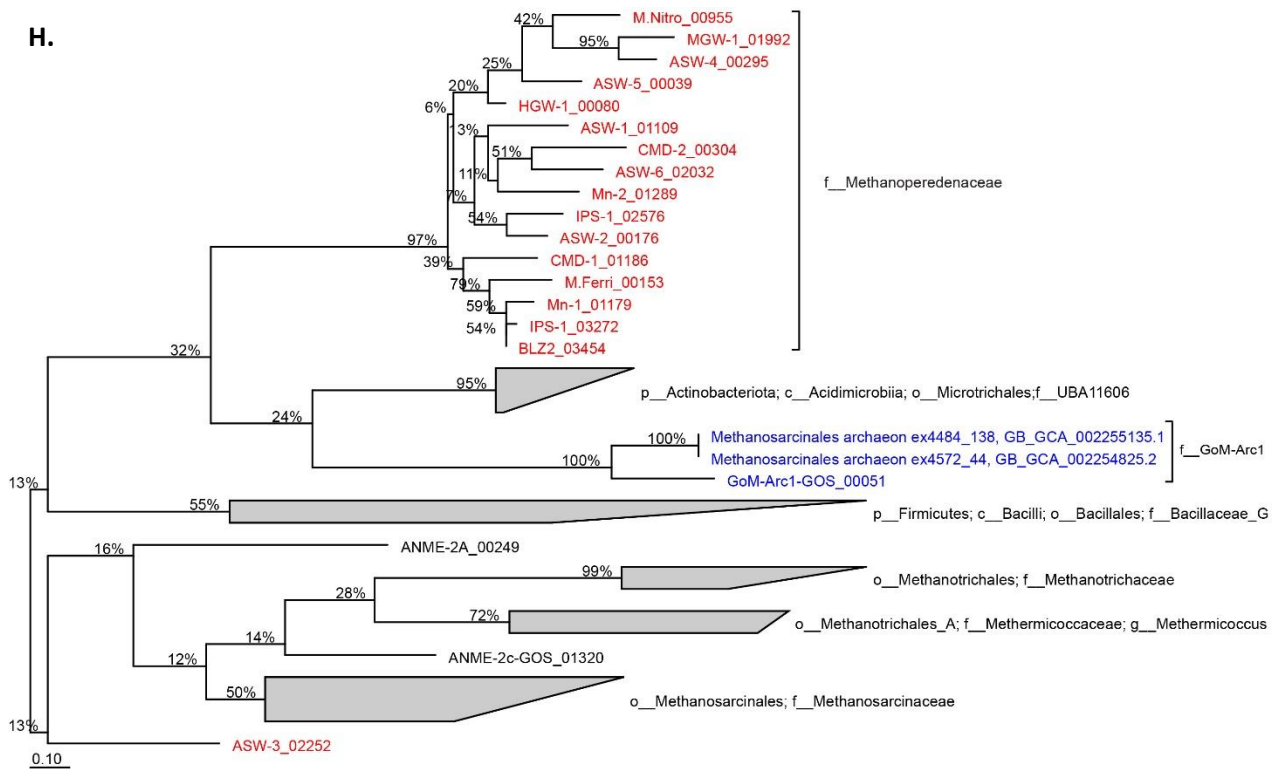 H.
42%
M.Nitro_00955
95%
MGW-1_01992
ASW-4_00295
25%
ASW-5_00039
20%
HGW-1_00080
6%
13%
ASW-1_01109
51%
CMD-2_00304
ASW-6_02032
11%
Mn-2_01289
7%
54%
IPS-1_02576
ASW-2_00176
f__Methanoperedenaceae
97%
39%
CMD-1_01186
79%
M.Ferri_00153
59%
Mn-1_01179
54%
IPS-1_03272
BLZ2_03454
32%
95%
p__Actinobacteriota; c__Acidimicrobiia; o__Microtrichales;f__UBA11606
24%
100%
Methanosarcinales archaeon ex4484_138, GB_GCA_002255135.1
f__GoM-Arc1
100%
Methanosarcinales archaeon ex4572_44, GB_GCA_002254825.2
GoM-Arc1-GOS_00051
13%
55%
p__Firmicutes; c__Bacilli; o__Bacillales; f__Bacillaceae_G
16%
ANME-2A_00249
99%
o__Methanotrichales; f__Methanotrichaceae
28%
72%
o__Methanotrichales_A; f__Methermicoccaceae; g__Methermicoccus
14%
ANME-2c-GOS_01320
12%
50%
o__Methanosarcinales; f__Methanosarcinaceae
13%
ASW-3_02252
0.10